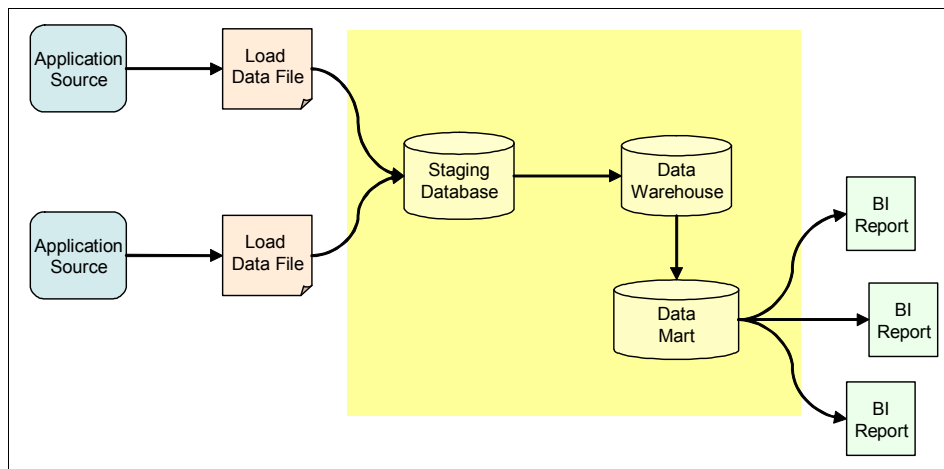 Application
Source
Load
Data File
Staging
Database
Data
Warehouse
BI
Report
Application
Source
Load
Data File
Data
Mart
BI
Report
BI
Report